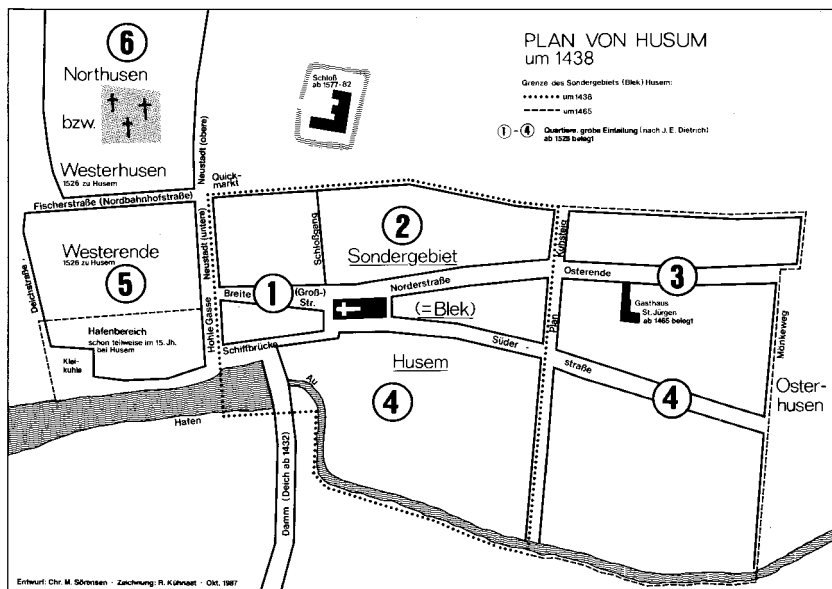 PLAN VON HUSUM
um 1438
Grenze des Sondergebiets (Blek) Husem:
um 1438
um 1465
1 - 4 Quartiere, grobe Einteilung (nach J. E. Dietrich)
ab 1528 belegt
6
Northusen
bzw.
Westerhusen
1526 zu Husem
Schloß
ab 1577-82
Neustadt (obere)
Quick-
markt
Fischerstraße (Nordbahnhofstraße)
Westerende
1526 zu Husem
5
Deichstraße
Neustadt (untere)
Schloßgang
2
Sondergebiet
Norderstraße
(=Blek)
Breite
1
(Groß-)
Str.
Hohle Gasse
Schiffbrücke
Hafenbereich
schon teilweise im 15. Jh.
bei Husem
Klei-
kuhle
Hafen
Au
Damm (Deich ab 1432)
Husem
4
Süder -
straße
Plan
Osterende
3
Gasthaus
St. Jürgen
ab 1465 belegt
Mönkeweg
Oster-
husen
4
Entwurf: Chr. M. Sörensen · Zeichnung: R. Kühnast · Okt. 1987